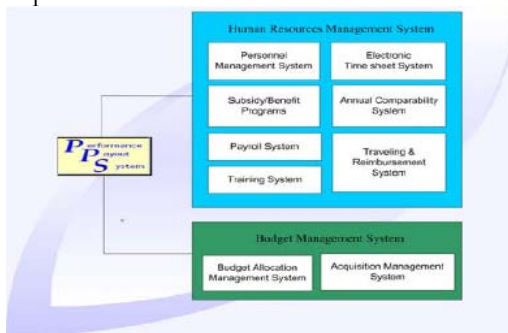 Human Resources Management System
Personnel
Management System
Electronic
Time sheet System
Subsidy/Benefit
Programs
Annual Comparability
System
Payroll System
Traveling &
Reimbursement
System
Training System
Performance
Payout
System
Budget Management System
Budget Allocation
Management System
Acquisition Management
System